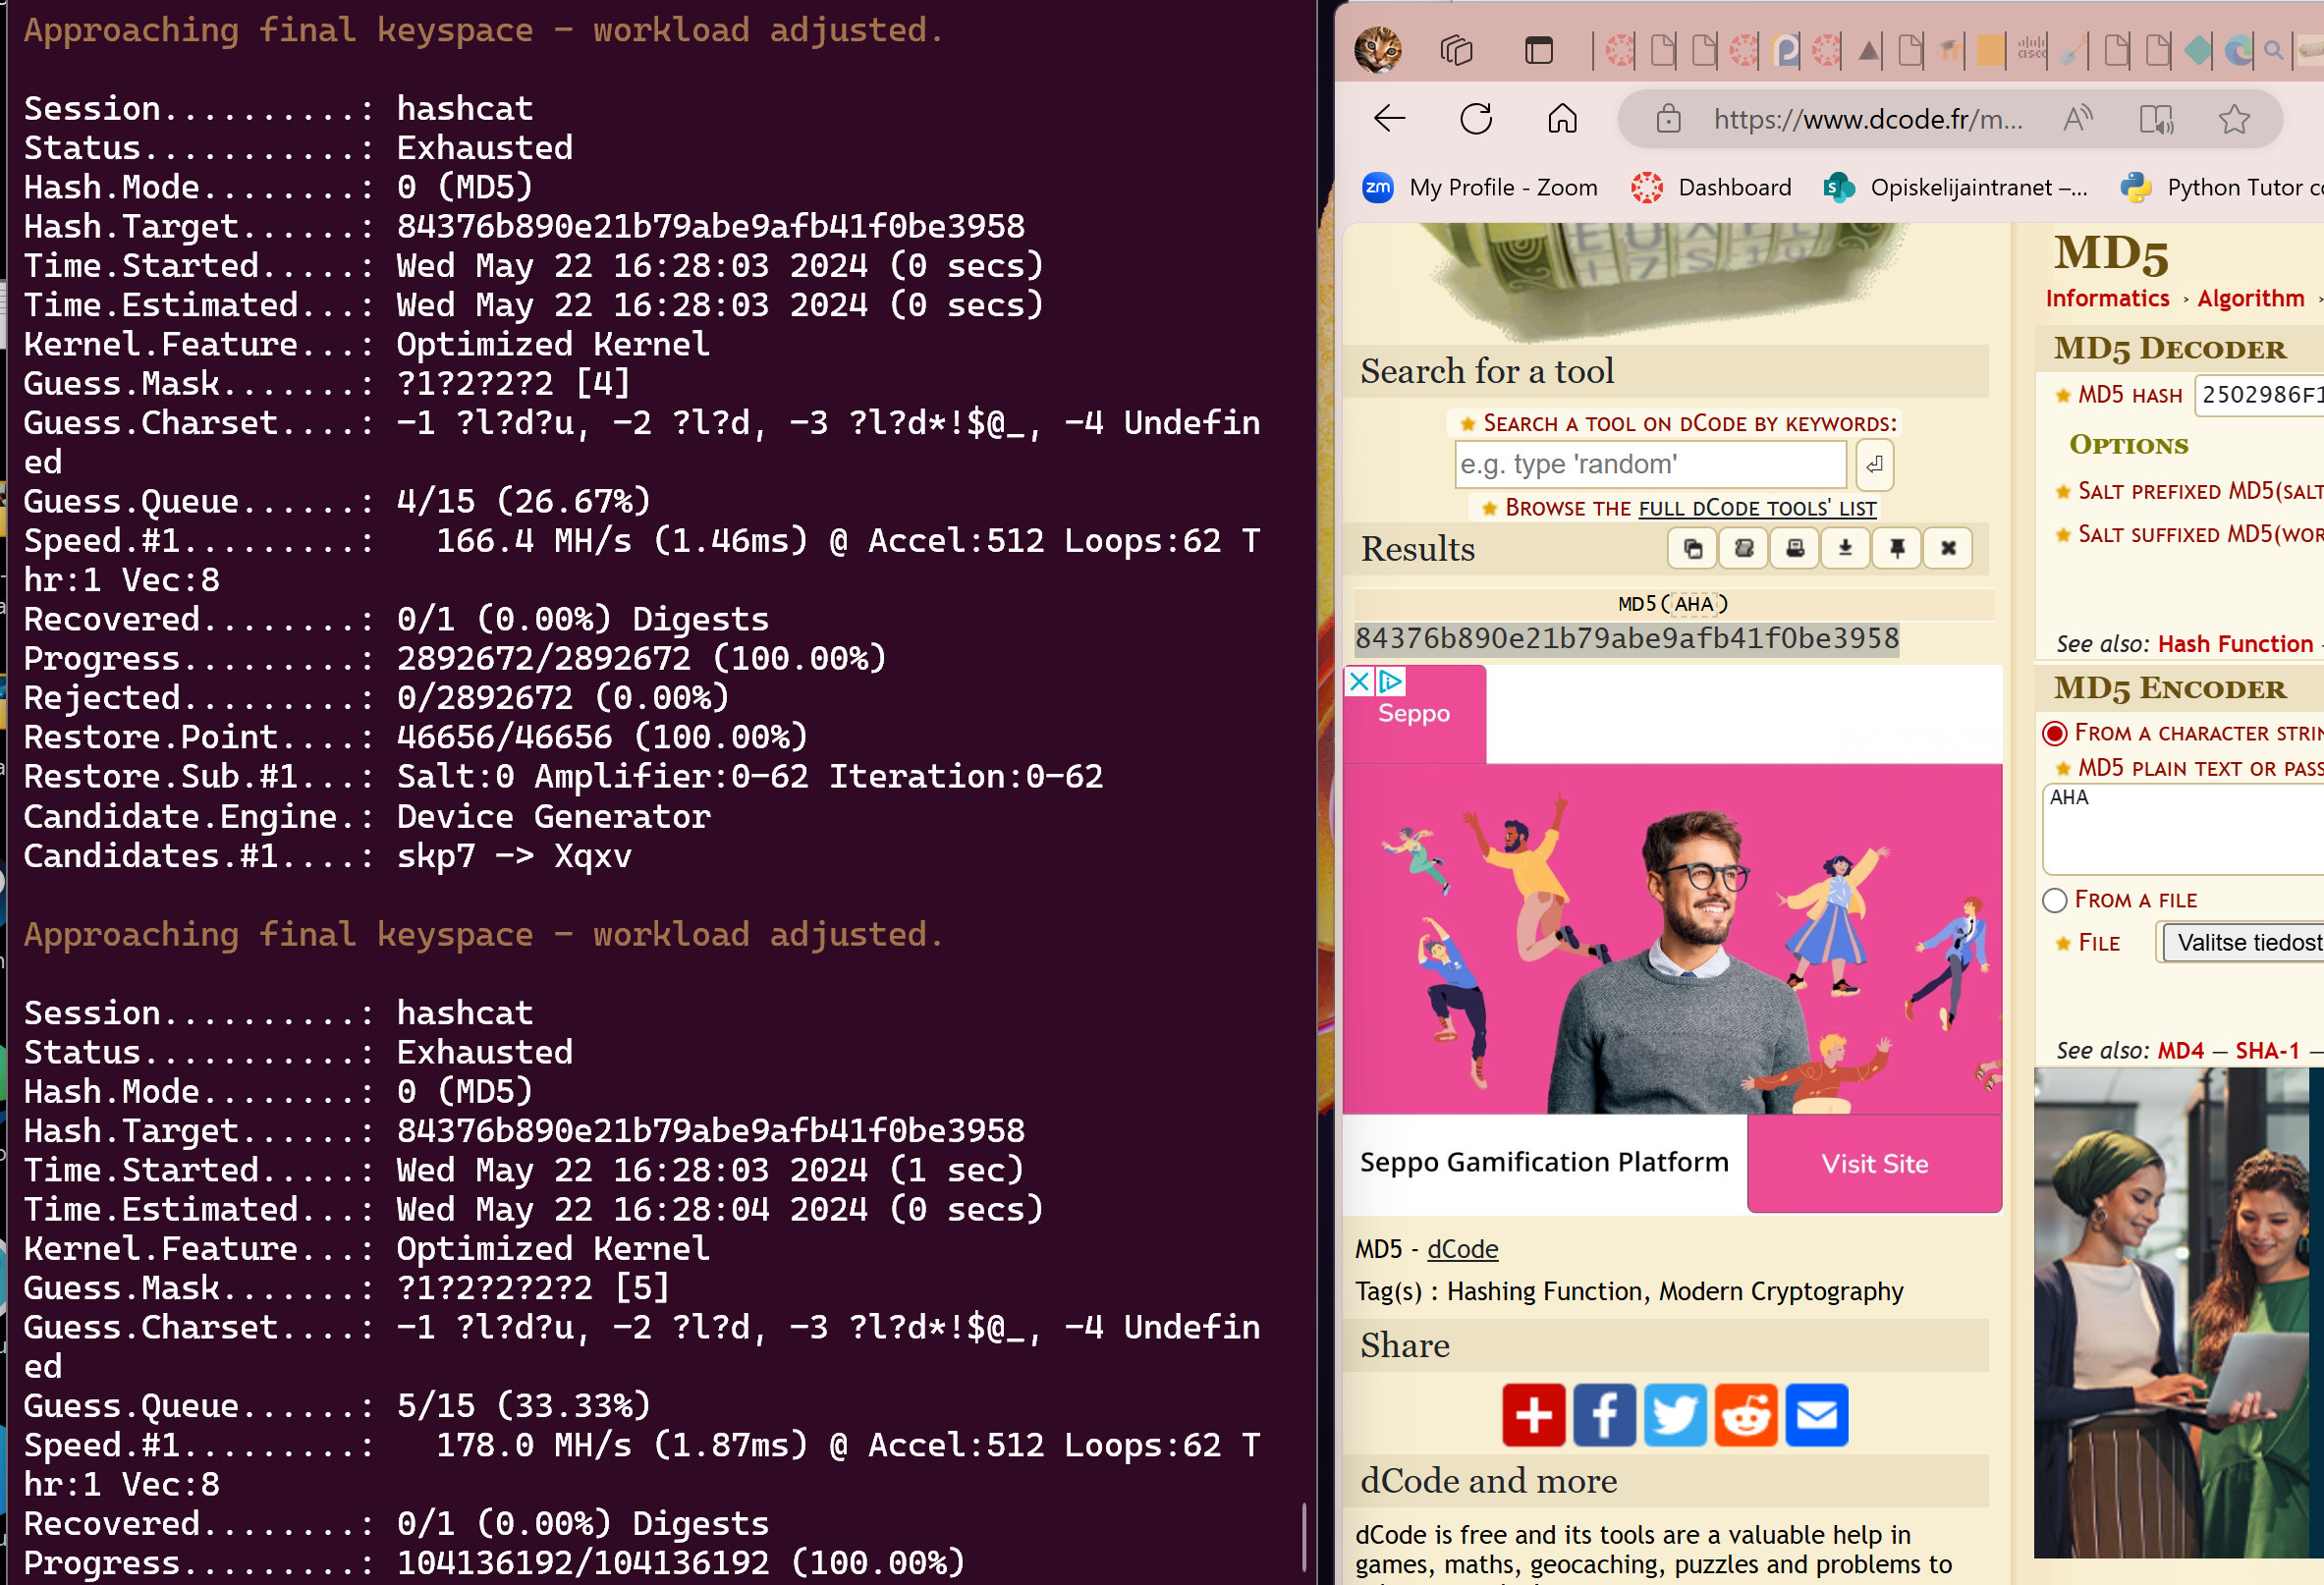 Approaching final keyspace - workload adjusted.
Session..........: hashcat
Status...........: Exhausted
Hash.Mode........: 0 (MD5)
Hash.Target......: 84376b890e21b79abe9afb41f0be3958
Time.Started.....: Wed May 22 16:28:03 2024 (0 secs)
Time.Estimated...: Wed May 22 16:28:03 2024 (0 secs)
Kernel.Feature...: Optimized Kernel
Guess.Mask.......: ?1?2?2?2 [4]
Guess.Charset....: -1 ?l?d?u, -2 ?l?d, -3 ?l?d*!$@_, -4 Undefin
ed
Guess.Queue......: 4/15 (26.67%)
Speed.#1.........:   166.4 MH/s (1.46ms) @ Accel:512 Loops:62 T
hr:1 Vec:8
Recovered........: 0/1 (0.00%) Digests
Progress.........: 2892672/2892672 (100.00%)
Rejected.........: 0/2892672 (0.00%)
Restore.Point....: 46656/46656 (100.00%)
Restore.Sub.#1...: Salt:0 Amplifier:0-62 Iteration:0-62
Candidate.Engine.: Device Generator
Candidates.#1....: skp7 -> Xqxv
Approaching final keyspace - workload adjusted.
Session..........: hashcat
Status...........: Exhausted
Hash.Mode........: 0 (MD5)
Hash.Target......: 84376b890e21b79abe9afb41f0be3958
Time.Started.....: Wed May 22 16:28:03 2024 (1 sec)
Time.Estimated...: Wed May 22 16:28:04 2024 (0 secs)
Kernel.Feature...: Optimized Kernel
Guess.Mask.......: ?1?2?2?2?2 [5]
Guess.Charset....: -1 ?l?d?u, -2 ?l?d, -3 ?l?d*!$@_, -4 Undefin
ed
Guess.Queue......: 5/15 (33.33%)
Speed.#1.........:   178.0 MH/s (1.87ms) @ Accel:512 Loops:62 T
hr:1 Vec:8
Recovered........: 0/1 (0.00%) Digests
Progress.........: 104136192/104136192 (100.00%)
https://www.dcode.fr/m...
zm My Profile - Zoom Dashboard Opiskelijaintranet –... Python Tutor co
Search for a tool
SEARCH A TOOL ON DCODE BY KEYWORDS:
e.g. type 'random'
BROWSE THE FULL DCODE TOOLS' LIST
Results
MD5(AHA)
84376b890e21b79abe9afb41f0be3958
Seppo
Seppo Gamification Platform
Visit Site
MD5 - dCode
Tag(s) : Hashing Function, Modern Cryptography
Share
dCode and more
dCode is free and its tools are a valuable help in
games, maths, geocaching, puzzles and problems to
MD5
Informatics › Algorithm ›
MD5 DECODER
MD5 HASH 2502986F1
OPTIONS
SALT PREFIXED MD5(SALT
SALT SUFFIXED MD5(WOR
See also: Hash Function –
MD5 ENCODER
FROM A CHARACTER STRIN
MD5 PLAIN TEXT OR PASS
AHA
FROM A FILE
FILE Valitse tiedost
See also: MD4 — SHA-1 —